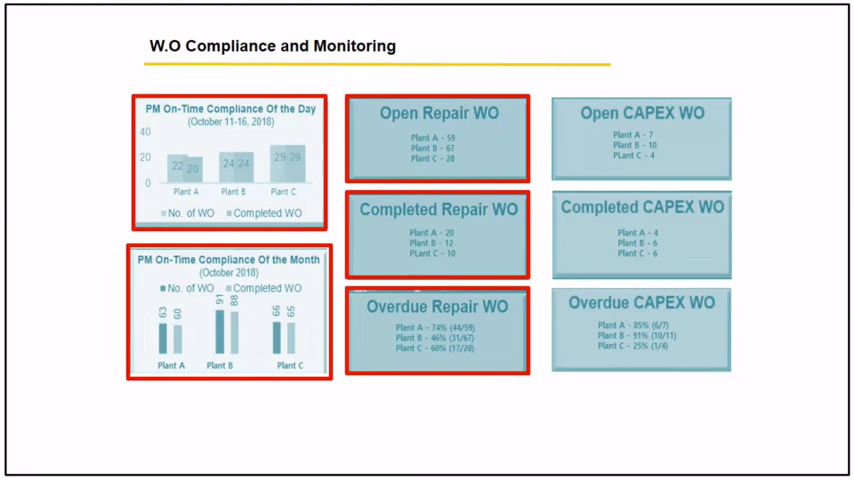 W.O Compliance and Monitoring
PM On-Time Compliance Of the Day
(October 11-16, 2018)
40
20
0
22
20
24
24
29
29
Plant A
Plant B
Plant C
No. of WO
Completed WO
PM On-Time Compliance Of the Month
(October 2018)
No. of WO
Completed WO
63
60
91
88
66
65
Plant A
Plant B
Plant C
Open Repair WO
Plant A - 59
Plant B - 67
Plant C - 28
Completed Repair WO
Plant A - 20
Plant B - 12
PLant C - 10
Overdue Repair WO
Plant A - 74% (44/59)
Plant B - 46% (31/67)
Plant C - 60% (17/28)
Open CAPEX WO
Plant A - 7
Plant B - 10
PLant C - 4
Completed CAPEX WO
Plant A - 4
Plant B - 6
Plant C - 6
Overdue CAPEX WO
Plant A - 85% (6/7)
Plant B - 91% (10/11)
Plant C - 25% (1/4)